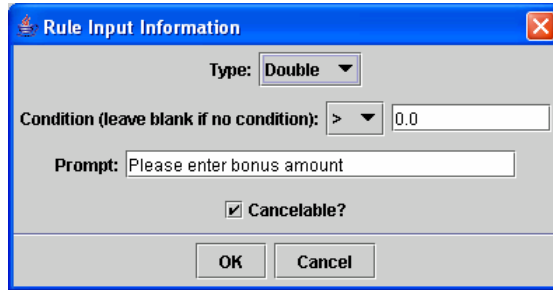 Rule Input Information
Type: Double
Condition (leave blank if no condition): > 0.0
Prompt: Please enter bonus amount
Cancelable?
OK Cancel